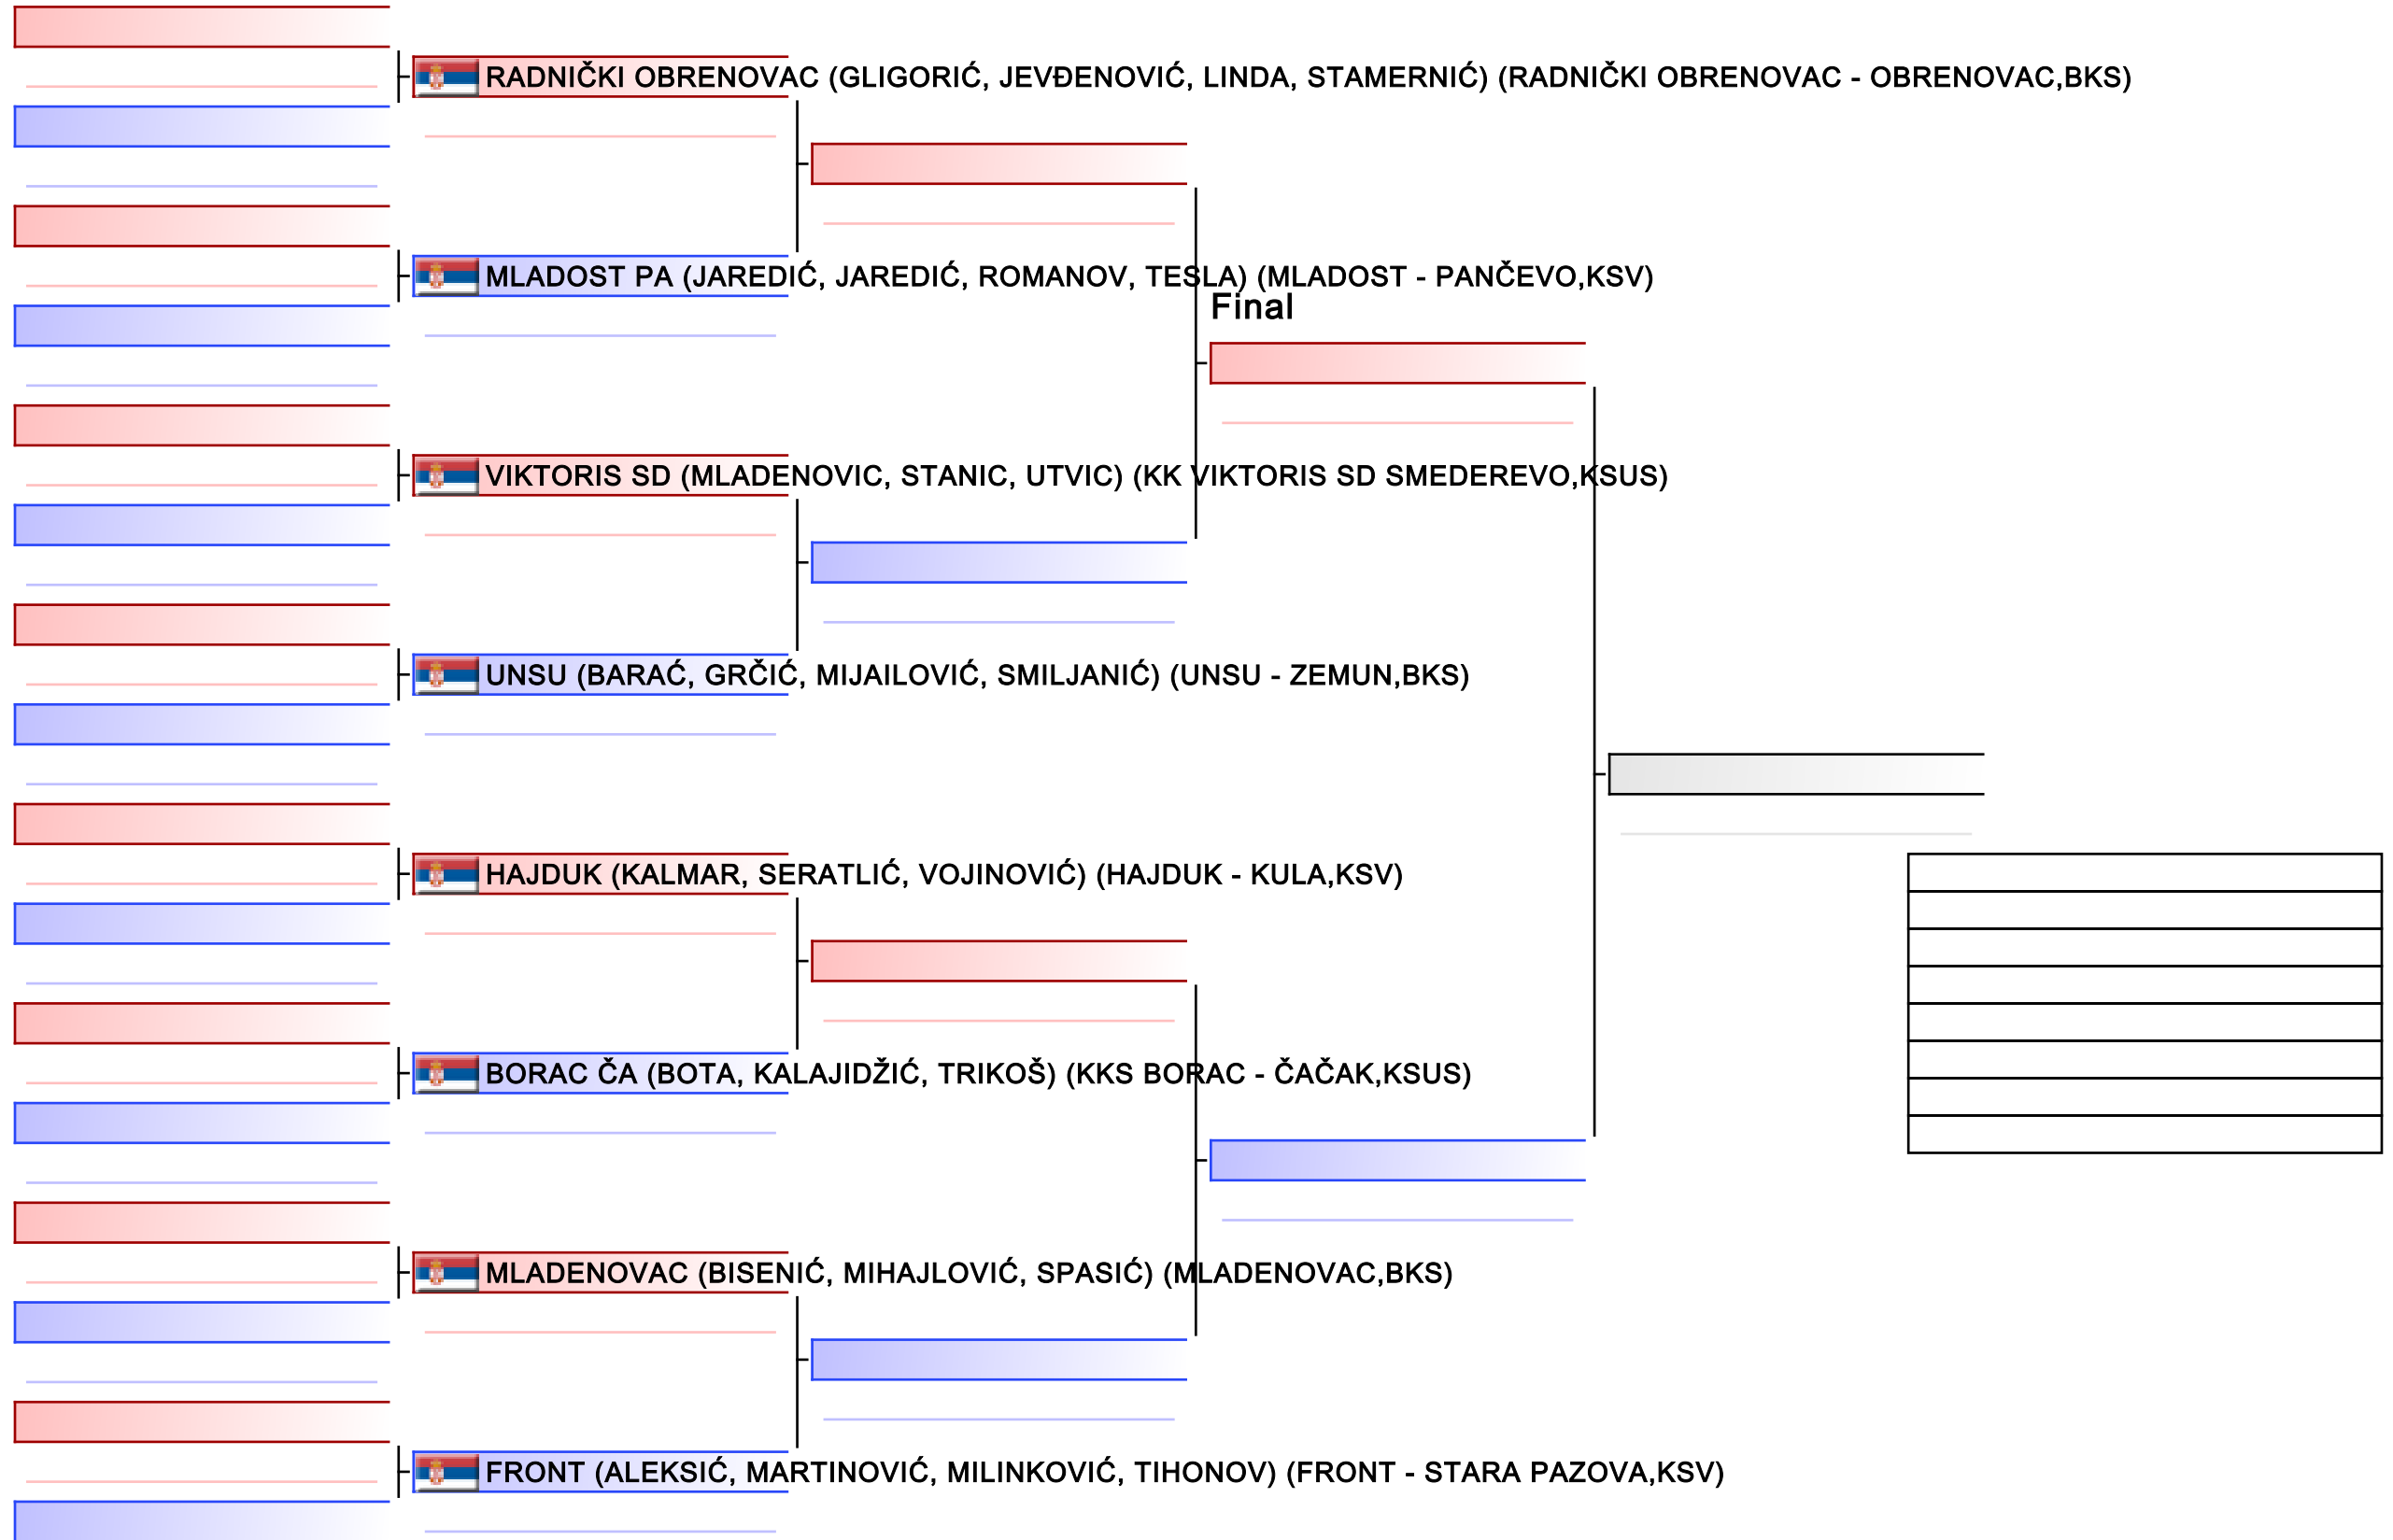 RADNIČKI OBRENOVAC (GLIGORIĆ, JEVĐENOVIĆ, LINDA, STAMERNIĆ) (RADNIČKI OBRENOVAC - OBRENOVAC,BKS)
MLADOST PA (JAREDIĆ, JAREDIĆ, ROMANOV, TESLA) (MLADOST - PANČEVO,KSV)
Final
VIKTORIS SD (MLADENOVIC, STANIC, UTVIC) (KK VIKTORIS SD SMEDEREVO,KSUS)
UNSU (BARAĆ, GRČIĆ, MIJAILOVIĆ, SMILJANIĆ) (UNSU - ZEMUN,BKS)
HAJDUK (KALMAR, SERATLIĆ, VOJINOVIĆ) (HAJDUK - KULA,KSV)
BORAC ČA (BOTA, KALAJIDŽIĆ, TRIKOŠ) (KKS BORAC - ČAČAK,KSUS)
MLADENOVAC (BISENIĆ, MIHAJLOVIĆ, SPASIĆ) (MLADENOVAC,BKS)
FRONT (ALEKSIĆ, MARTINOVIĆ, MILINKOVIĆ, TIHONOV) (FRONT - STARA PAZOVA,KSV)